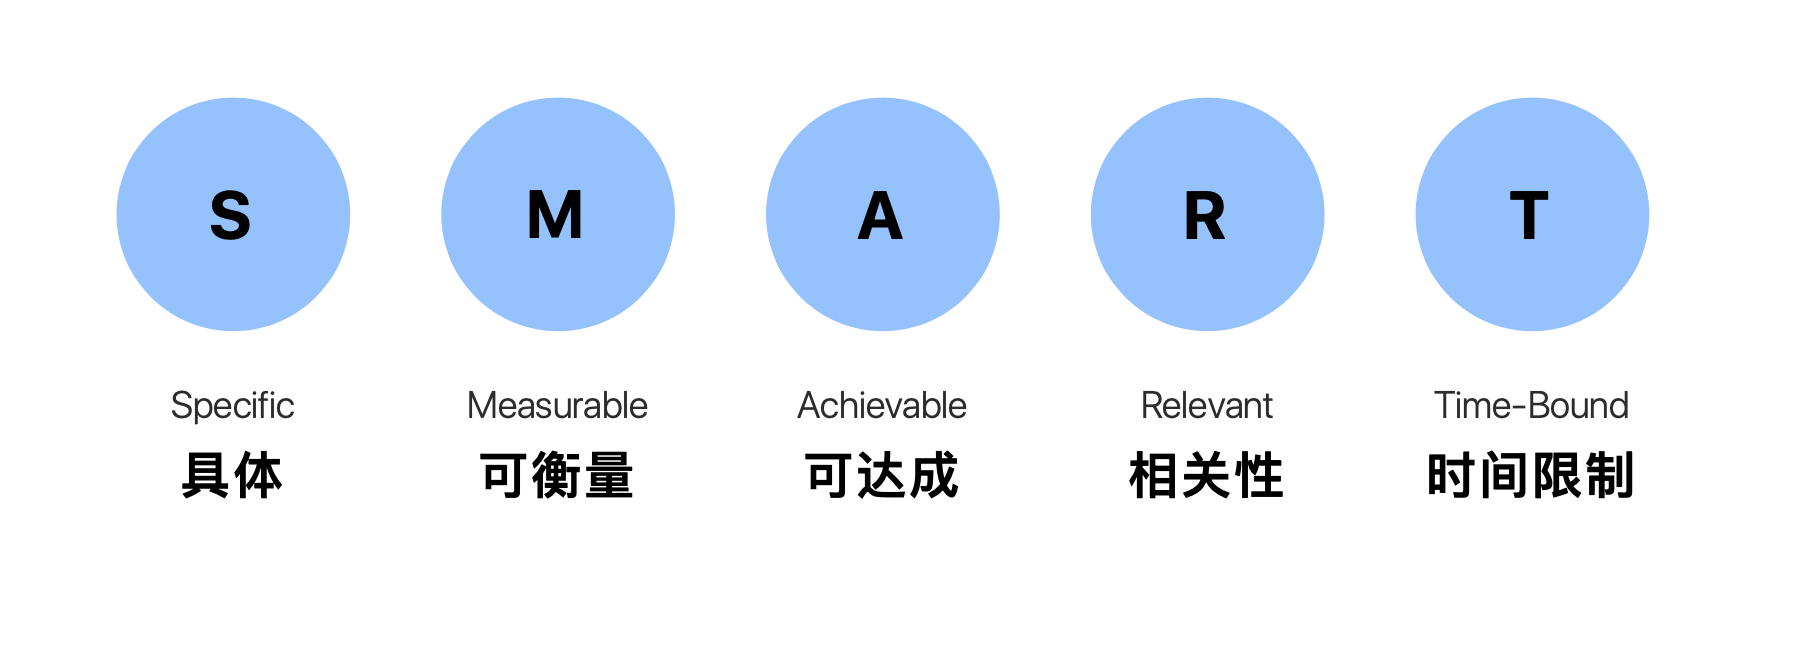 S M A R T
Specific Measurable Achievable Relevant Time-Bound
具体 可衡量 可达成 相关性 时间限制